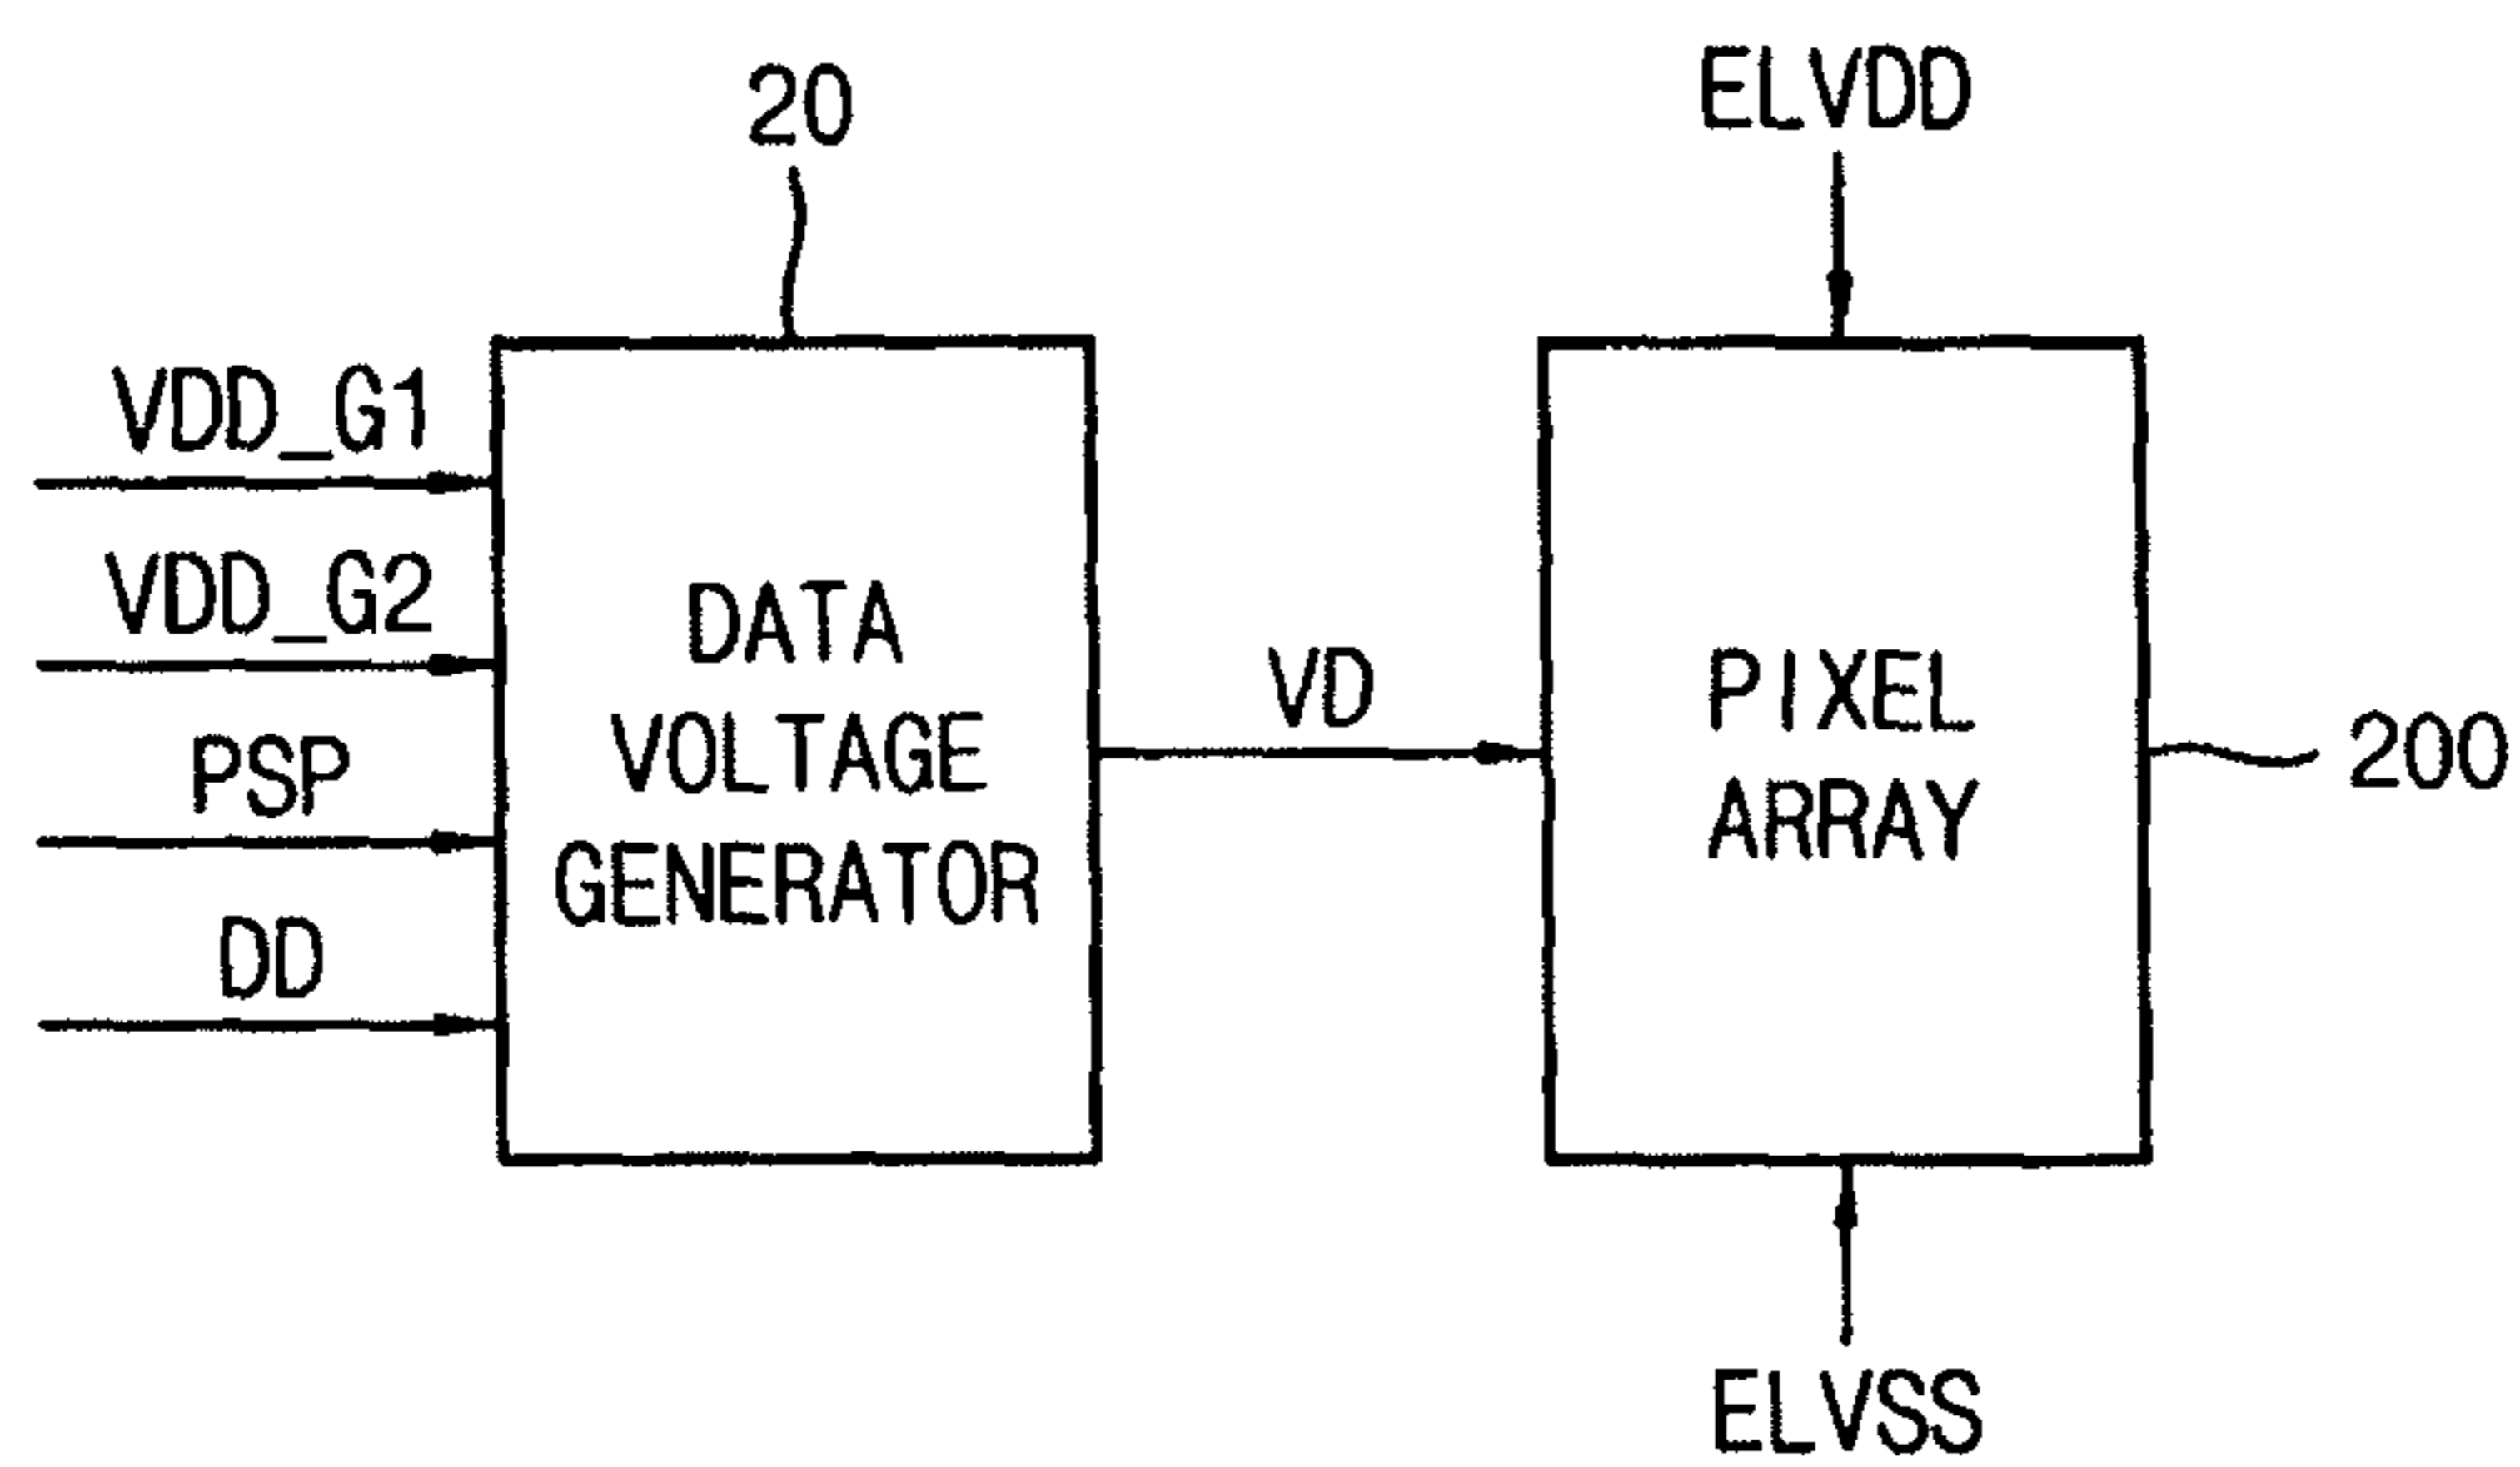 20
ELVDD
VDD_G1
VDD_G2
PSP
DD
DATA
VOLTAGE
GENERATOR
VD
PIXEL
ARRAY
200
ELVSS